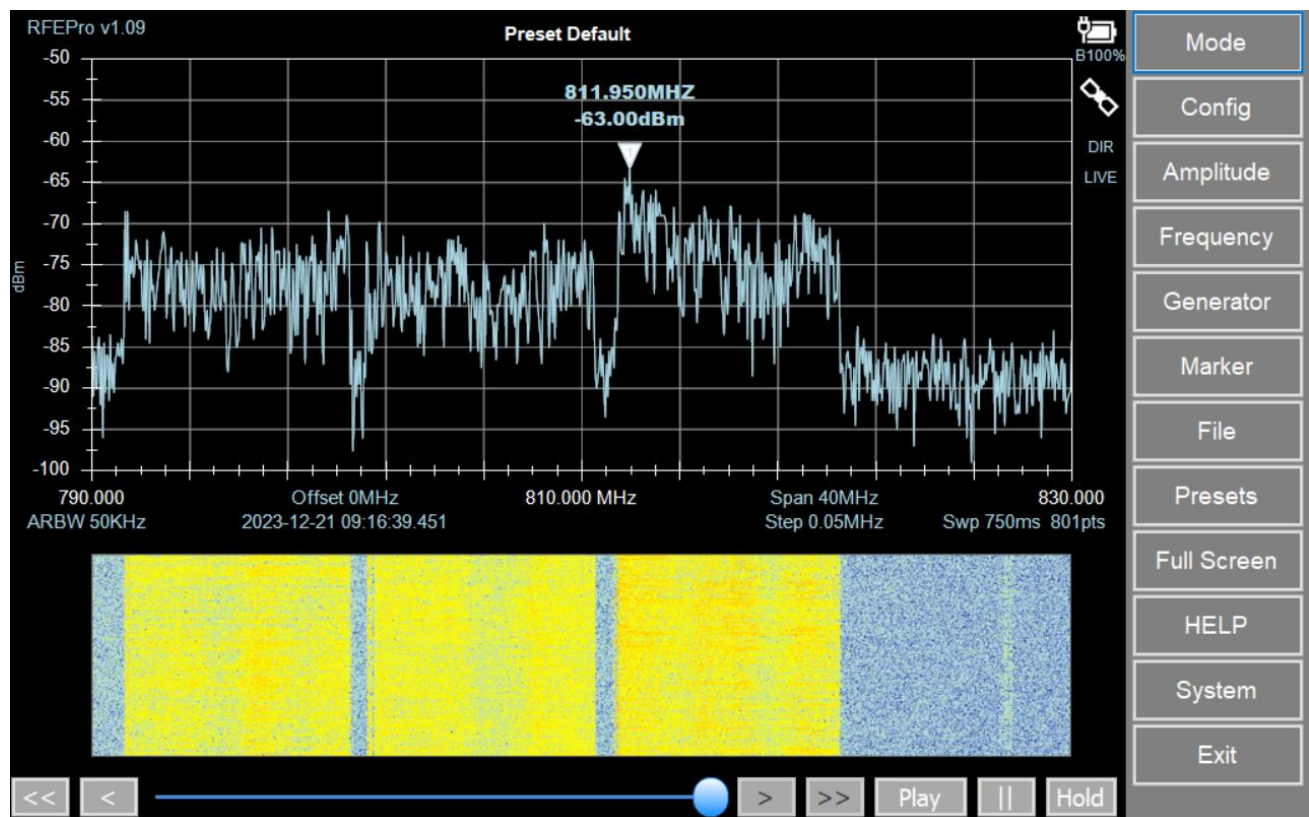 RFEPro v1.09
Preset Default
B100%
-50
-55
-60
-65
-70
-75
-80
-85
-90
-95
-100
dBm
811.950MHZ
-63.00dBm
1
DIR
LIVE
790.000 Offset 0MHz 810.000 MHz Span 40MHz 830.000
ARBW 50KHz 2023-12-21 09:16:39.451 Step 0.05MHz Swp 750ms 801pts
<< < > >> Play || Hold
Mode
Config
Amplitude
Frequency
Generator
Marker
File
Presets
Full Screen
HELP
System
Exit